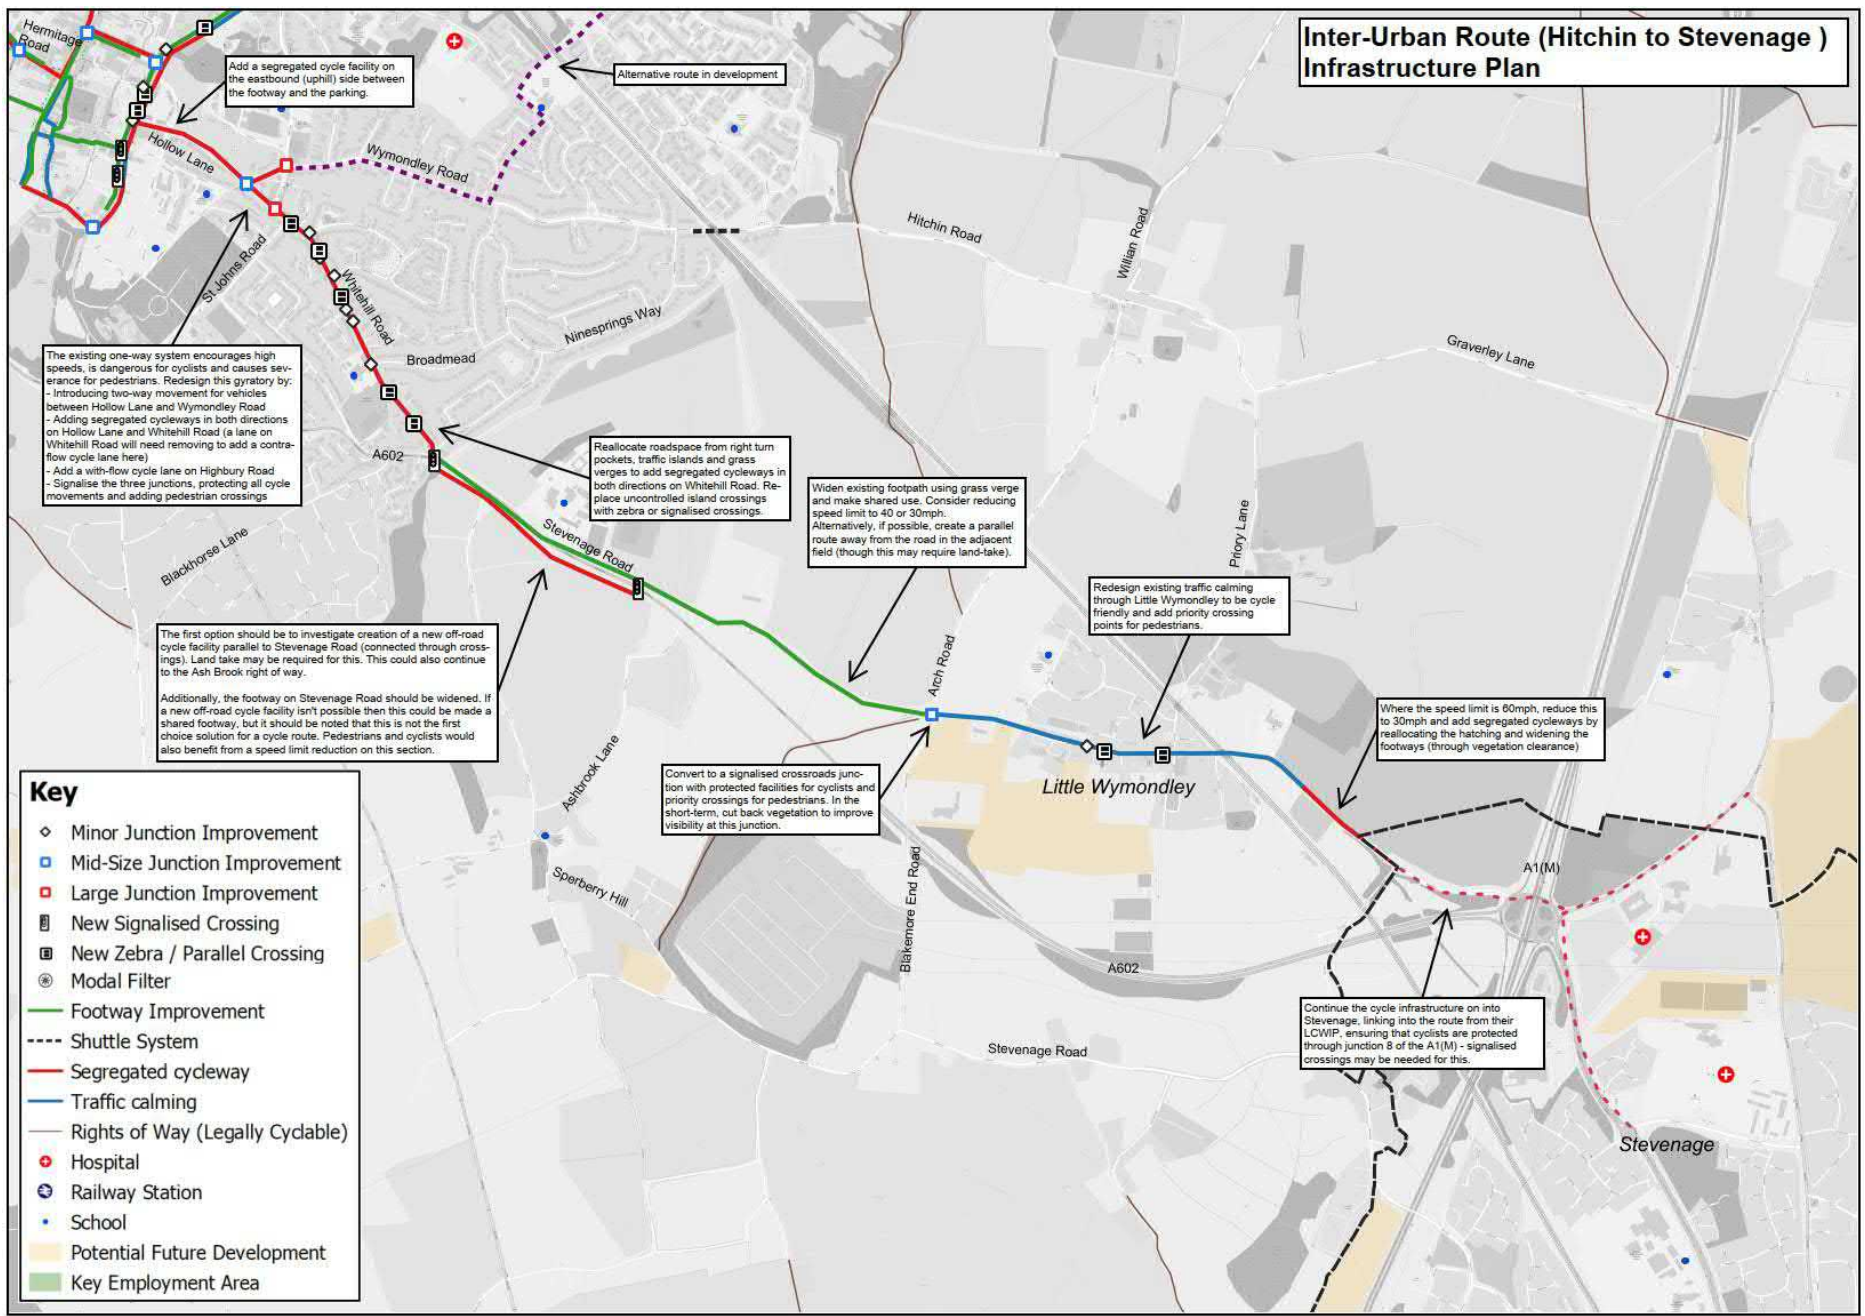 Inter-Urban Route (Hitchin to Stevenage )
Infrastructure Plan
Hermitage
Road
Add a segregated cycle facility on
the eastbound (uphill) side between
the footway and the parking.
Alternative route in development
Hollow Lane
Wymondley Road
Hitchin Road
Willian Road
St Johns Road
Whitehill Road
Ninesprings Way
Broadmead
Graverley Lane
The existing one-way system encourages high
speeds, is dangerous for cyclists and causes sev-
erance for pedestrians. Redesign this gyratory by:
- Introducing two-way movement for vehicles
between Hollow Lane and Wymondley Road
- Adding segregated cycleways in both directions
on Hollow Lane and Whitehill Road (a lane on
Whitehill Road will need removing to add a contra-
flow cycle lane here)
- Add a with-flow cycle lane on Highbury Road
- Signalise the three junctions, protecting all cycle
movements and adding pedestrian crossings
A602
Reallocate roadspace from right turn
pockets, traffic islands and grass
verges to add segregated cycleways in
both directions on Whitehill Road. Re-
place uncontrolled island crossings
with zebra or signalised crossings.
Widen existing footpath using grass verge
and make shared use. Consider reducing
speed limit to 40 or 30mph.
Alternatively, if possible, create a parallel
route away from the road in the adjacent
field (though this may require land-take).
Stevenage Road
Blackhorse Lane
Priory Lane
Redesign existing traffic calming
through Little Wymondley to be cycle
friendly and add priority crossing
points for pedestrians.
The first option should be to investigate creation of a new off-road
cycle facility parallel to Stevenage Road (connected through cross-
ings). Land take may be required for this. This could also continue
to the Ash Brook right of way.
Additionally, the footway on Stevenage Road should be widened. If
a new off-road cycle facility isn't possible then this could be made a
shared footway, but it should be noted that this is not the first
choice solution for a cycle route. Pedestrians and cyclists would
also benefit from a speed limit reduction on this section.
Arch Road
Where the speed limit is 60mph, reduce this
to 30mph and add segregated cycleways by
reallocating the hatching and widening the
footways (through vegetation clearance)
Ashbrook Lane
Convert to a signalised crossroads junc-
tion with protected facilities for cyclists and
priority crossings for pedestrians. In the
short-term, cut back vegetation to improve
visibility at this junction.
Little Wymondley
A1(M)
Sperberry Hill
Blakemore End Road
A602
Continue the cycle infrastructure on into
Stevenage, linking into the route from their
LCWIP, ensuring that cyclists are protected
through junction 8 of the A1(M) - signalised
crossings may be needed for this.
Stevenage Road
Stevenage
Key
Minor Junction Improvement
Mid-Size Junction Improvement
Large Junction Improvement
New Signalised Crossing
New Zebra / Parallel Crossing
Modal Filter
Footway Improvement
Shuttle System
Segregated cycleway
Traffic calming
Rights of Way (Legally Cyclable)
Hospital
Railway Station
School
Potential Future Development
Key Employment Area